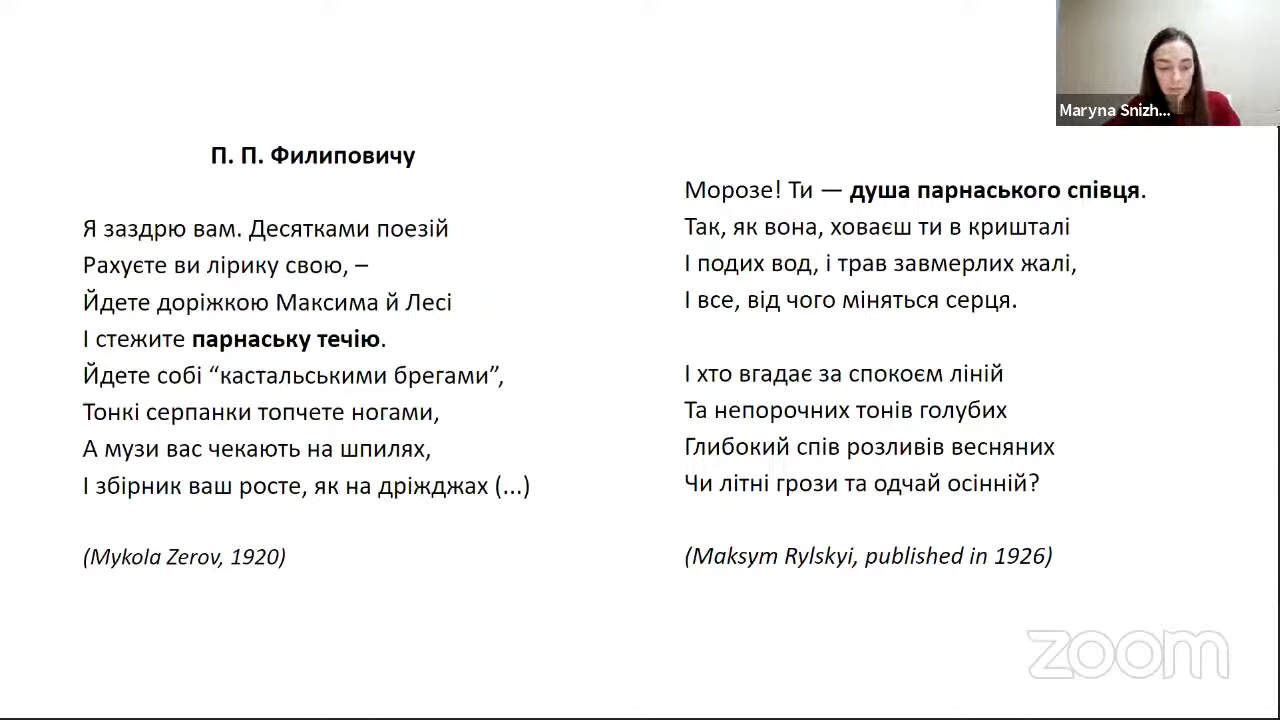 Maryna Snizh...
П. П. Филиповичу
Я заздрю вам. Десятками поезій
Рахуєте ви лірику свою, –
Йдете доріжкою Максима й Лесі
І стежите парнаську течію.
Йдете собі “кастальськими брегами”,
Тонкі серпанки топчете ногами,
А музи вас чекають на шпилях,
І збірник ваш росте, як на дріжджах (...)
(Mykola Zerov, 1920)
Морозе! Ти — душа парнаського співця.
Так, як вона, ховаєш ти в кришталі
І подих вод, і трав завмерлих жалі,
І все, від чого міняться серця.
І хто вгадає за спокоєм ліній
Та непорочних тонів голубих
Глибокий спів розливів весняних
Чи літні грози та одчай осінній?
(Maksym Rylskyi, published in 1926)
zoom